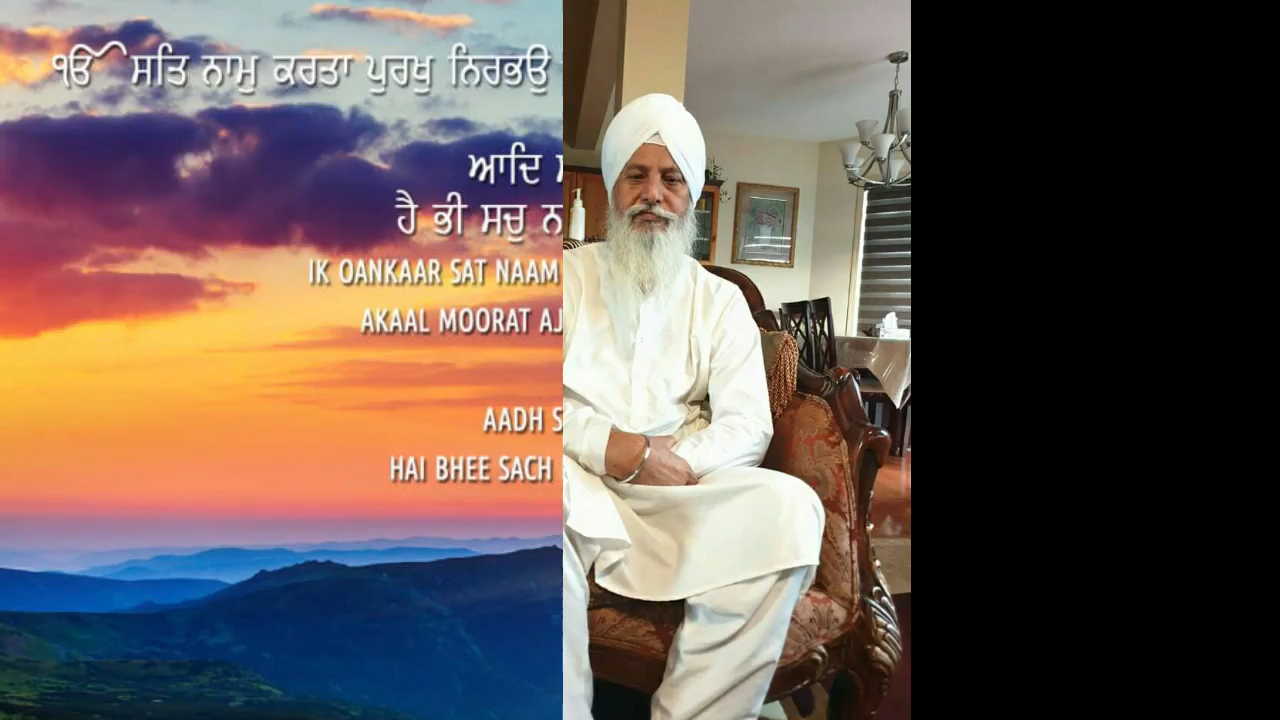 ੴ ਸਤਿ ਨਾਮੁ ਕਰਤਾ ਪੁਰਖੁ ਨਿਰਭਉ
ਆਦਿ
ਹੈ ਭੀ ਸਚੁ
IK OANKAAR SAT NAAM
AKAAL MOORAT
AADH
HAI BHEE SACH